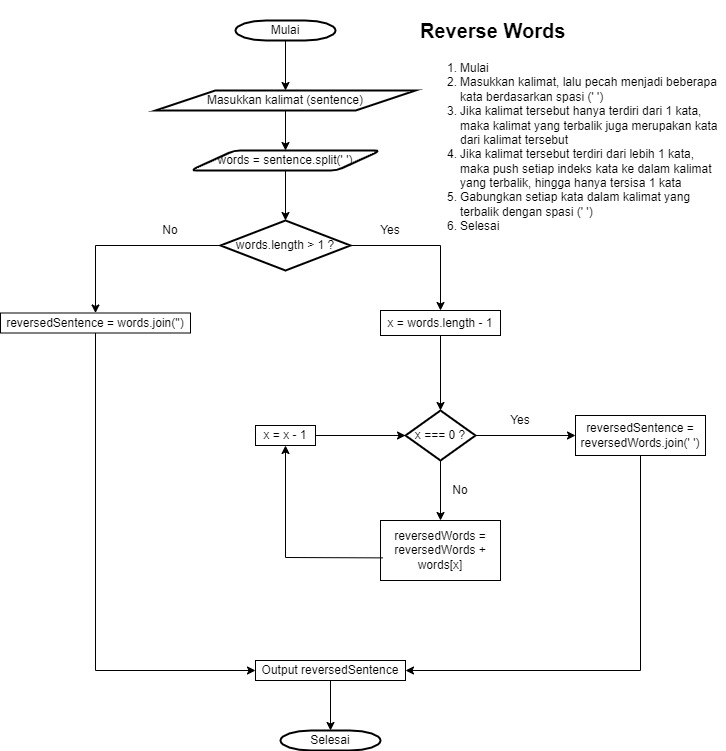 Mulai
Reverse Words
1. Mulai
2. Masukkan kalimat, lalu pecah menjadi beberapa
kata berdasarkan spasi (' ')
3. Jika kalimat tersebut hanya terdiri dari 1 kata,
maka kalimat yang terbalik juga merupakan kata
dari kalimat tersebut
4. Jika kalimat tersebut terdiri dari lebih 1 kata,
maka push setiap indeks kata ke dalam kalimat
yang terbalik, hingga hanya tersisa 1 kata
5. Gabungkan setiap kata dalam kalimat yang
terbalik dengan spasi (' ')
6. Selesai
Masukkan kalimat (sentence)
words = sentence.split(' ')
No
Yes
words.length > 1 ?
reversedSentence = words.join('')
x = words.length - 1
x = x - 1
x === 0 ?
Yes
reversedSentence =
reversedWords.join(' ')
No
reversedWords =
reversedWords +
words[x]
Output reversedSentence
Selesai